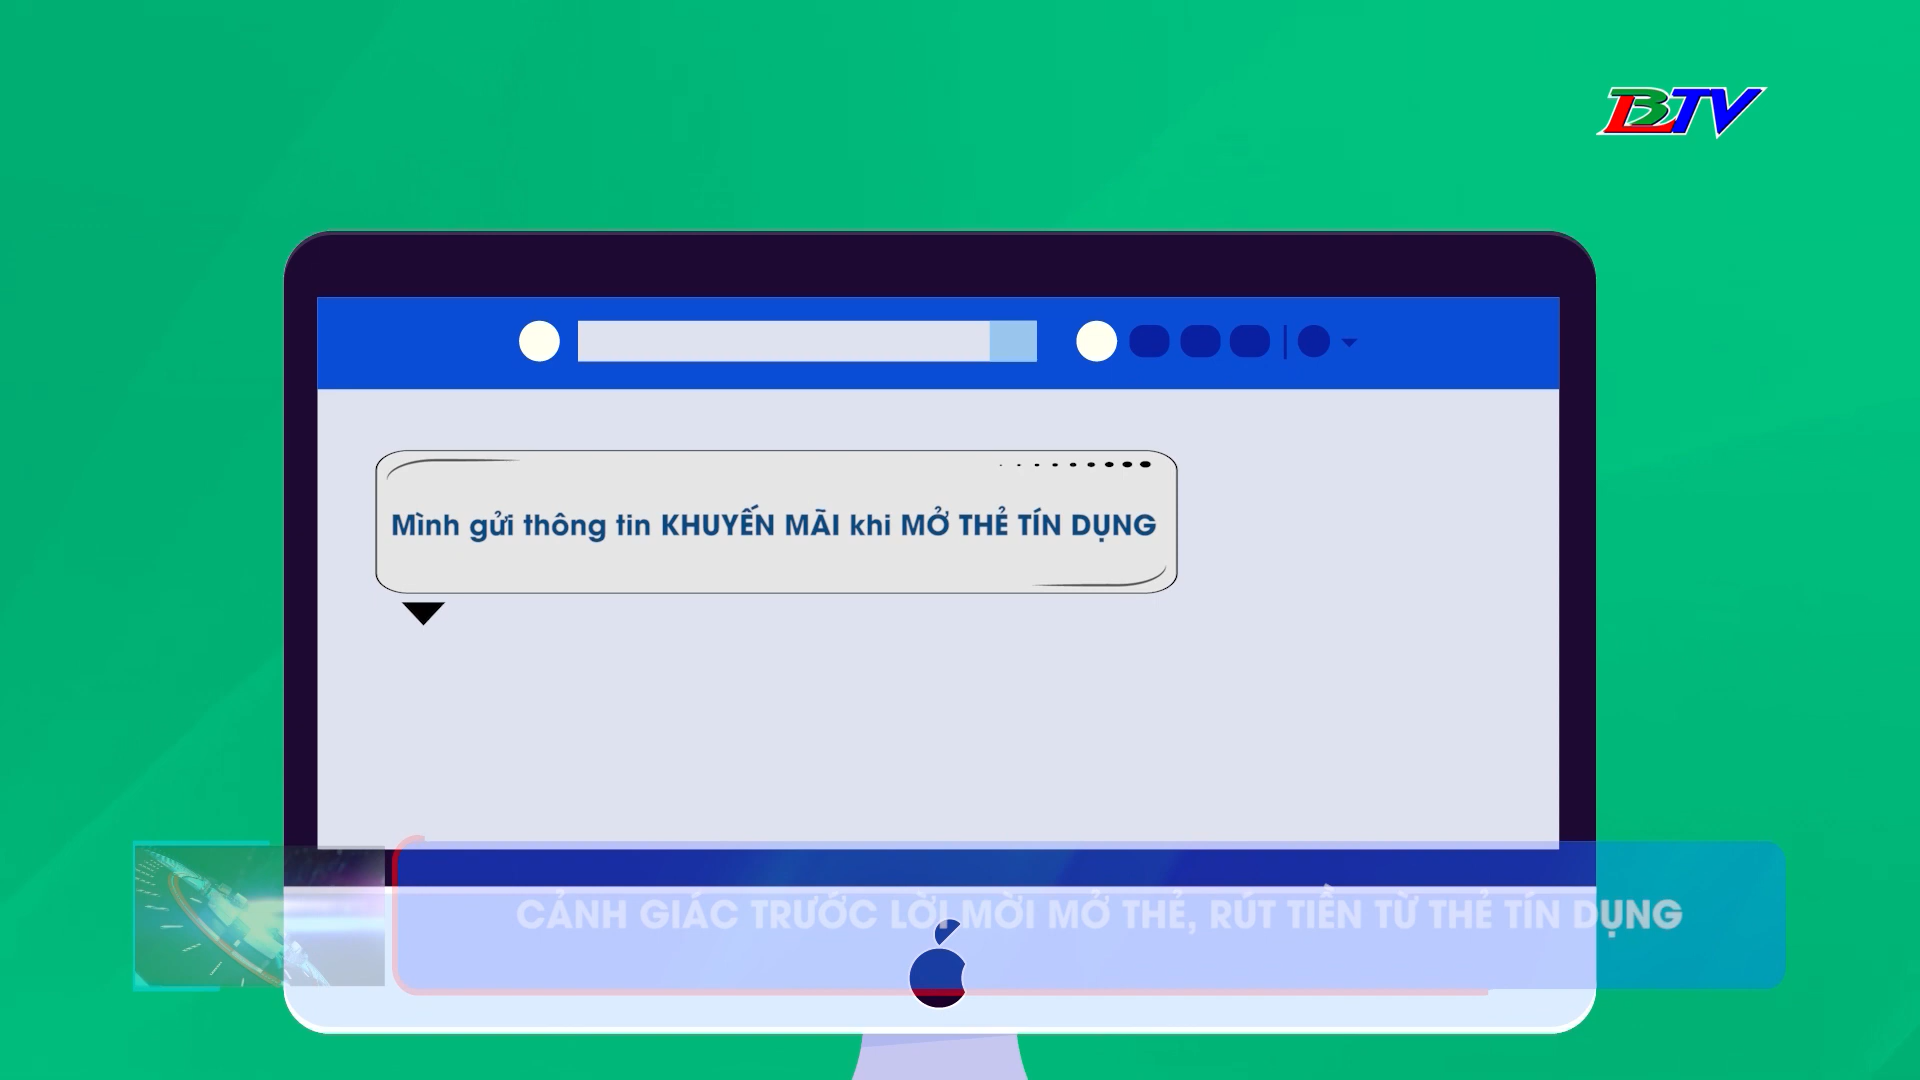 BTV
Mình gửi thông tin KHUYẾN MÃI khi MỞ THẺ TÍN DỤNG
CẢNH GIÁC TRƯỚC LỜI MỜI MỞ THẺ, RÚT TIỀN TỪ THẺ TÍN DỤNG